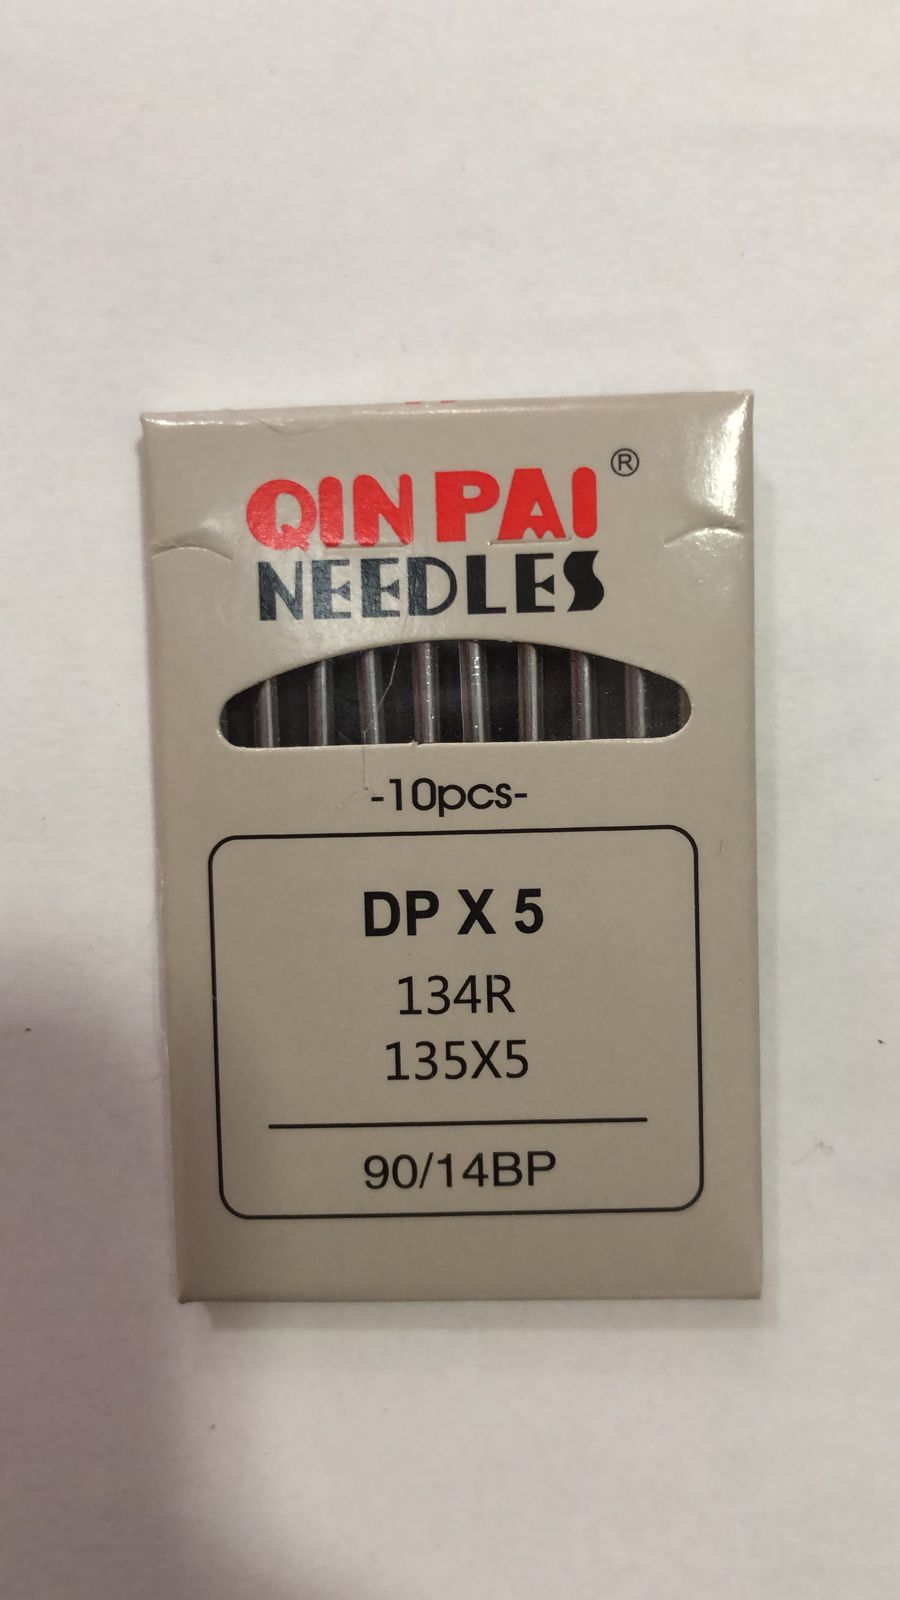 QIN PAI ®
NEEDLES
-10pcs-
DP X 5
134R
135X5
90/14BP